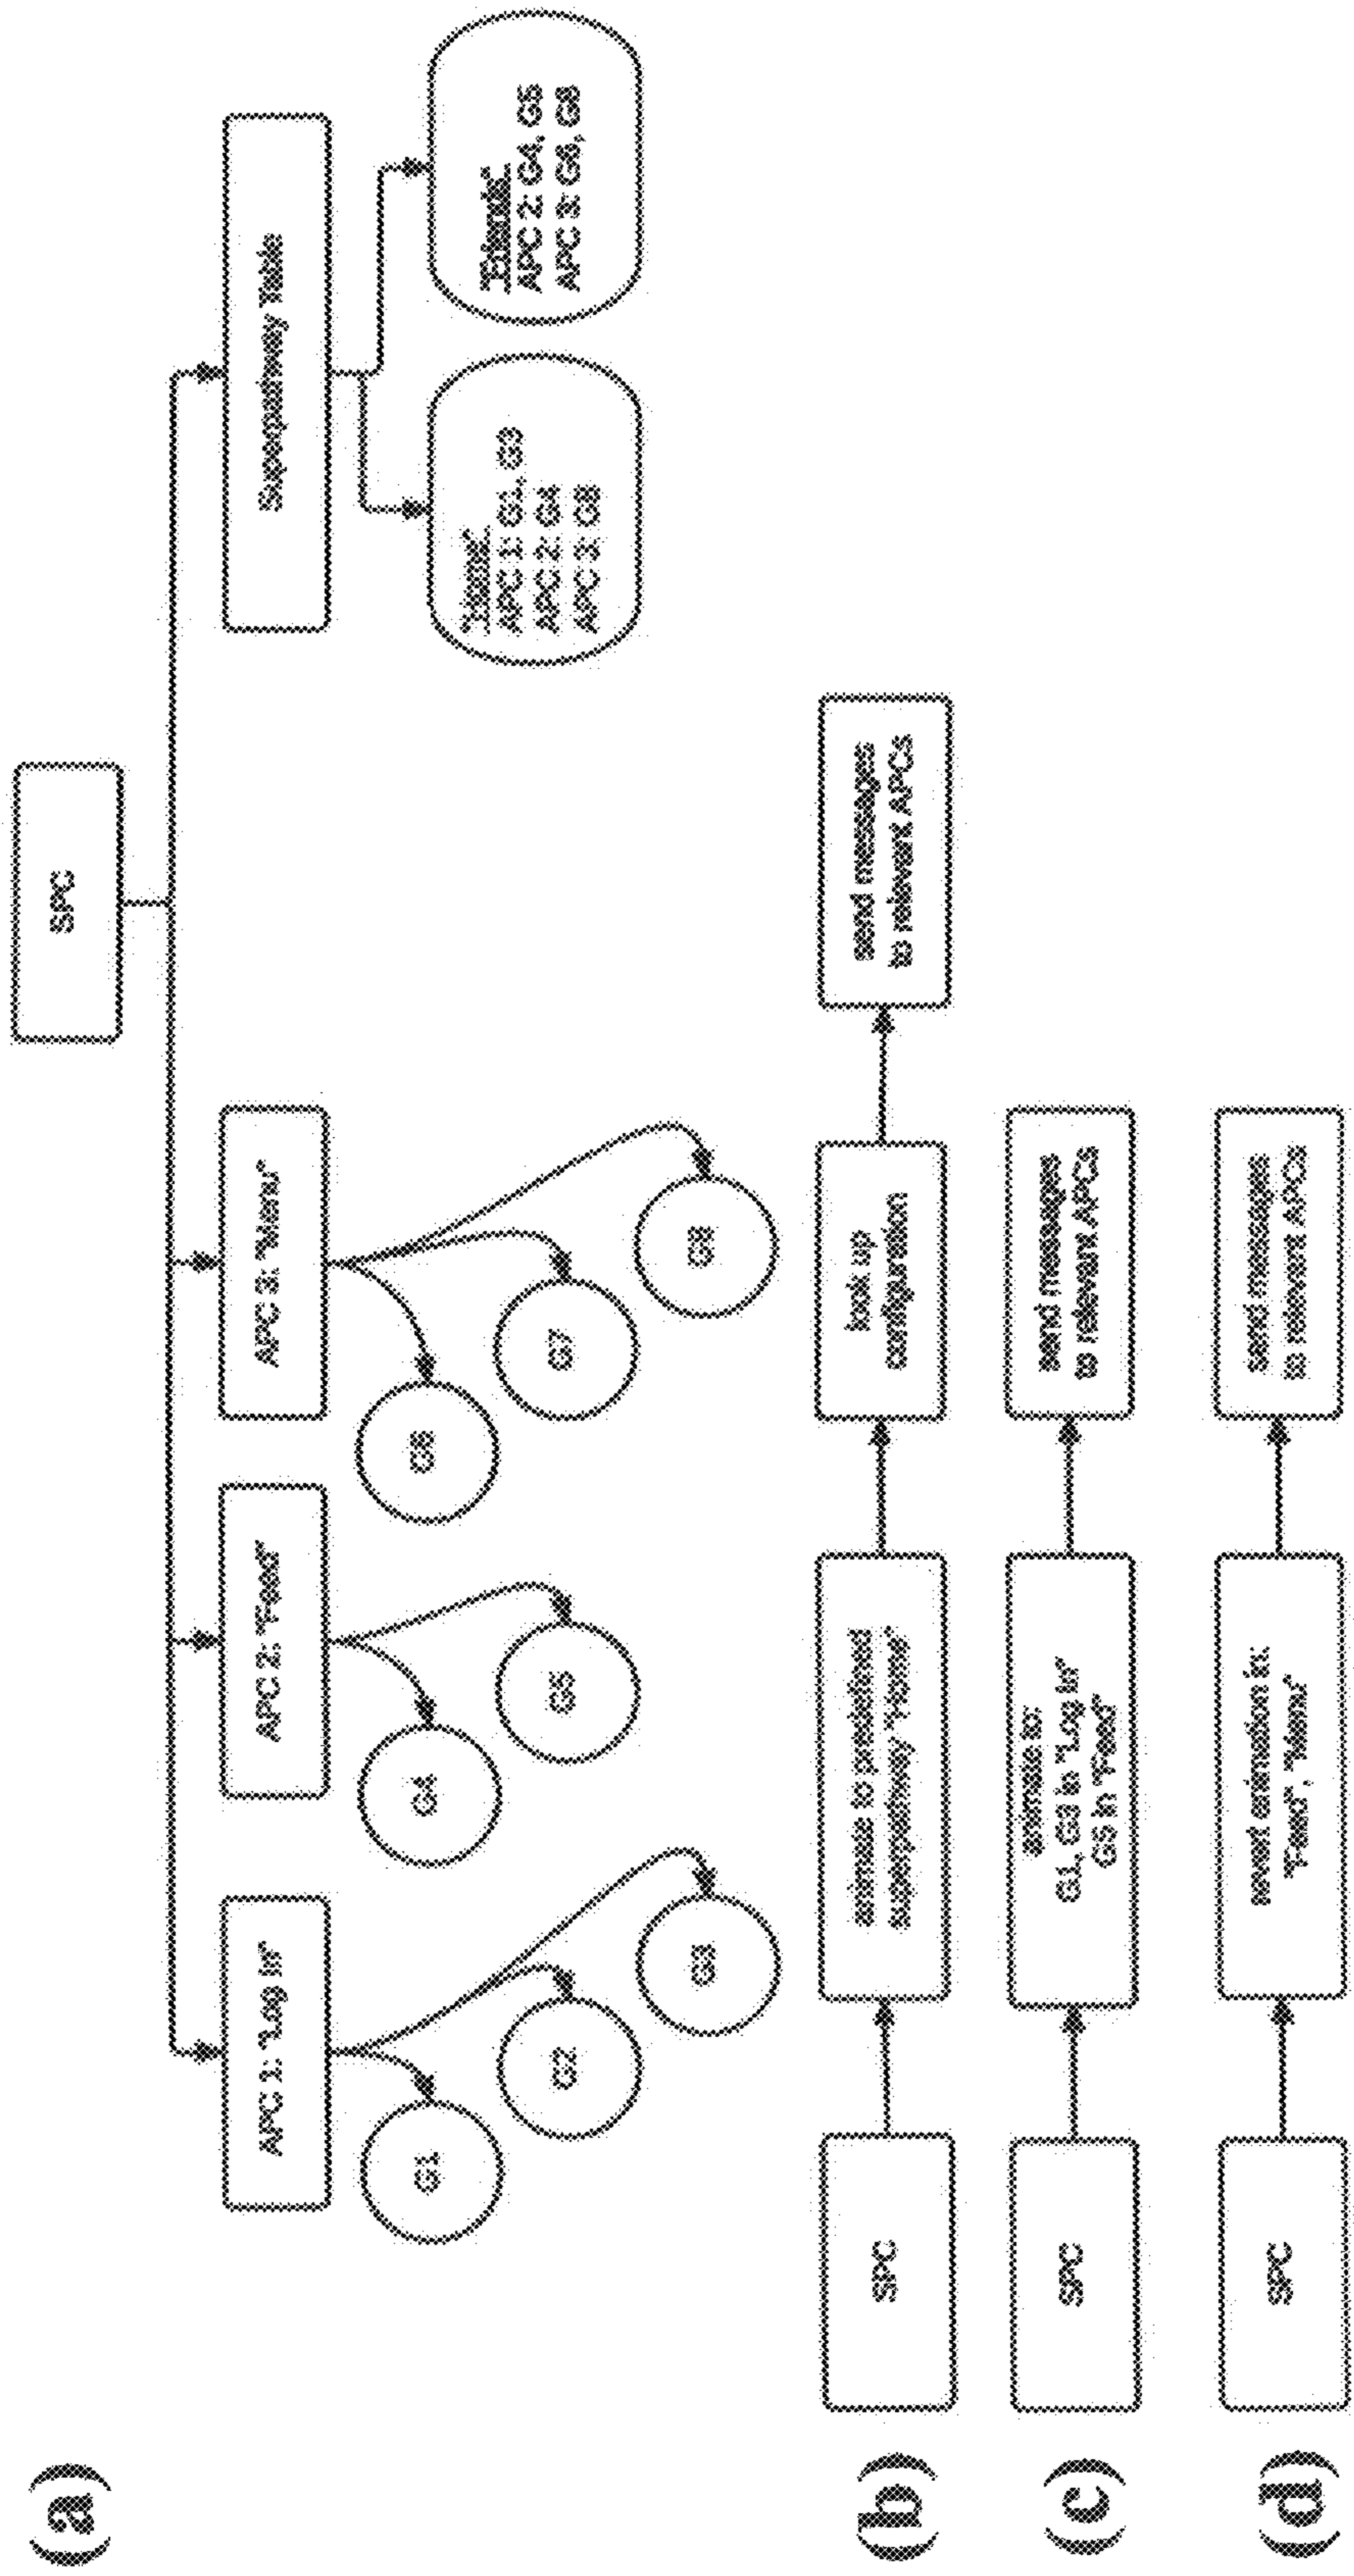 (a)
SPC
APC 1: "Log In"
APC 2: "Feed"
APC 3: "Menu"
Superpathway Table
G1
G2
G3
G4
G5
G6
G7
G8
"Home"
APC 1: G1, G3
APC 2: G4
APC 3: G8
APC 2: G4, G5
APC 3: G6, G8
(b)
SPC
animate to predefined
superpathway "Home"
look up
configuration
send messages
to relevant APCs
(c)
SPC
animate to:
G1, G3 in "Log In"
G5 in "Feed"
send messages
to relevant APCs
(d)
SPC
revert animation in:
"Feed", "Menu"
send messages
to relevant APCs